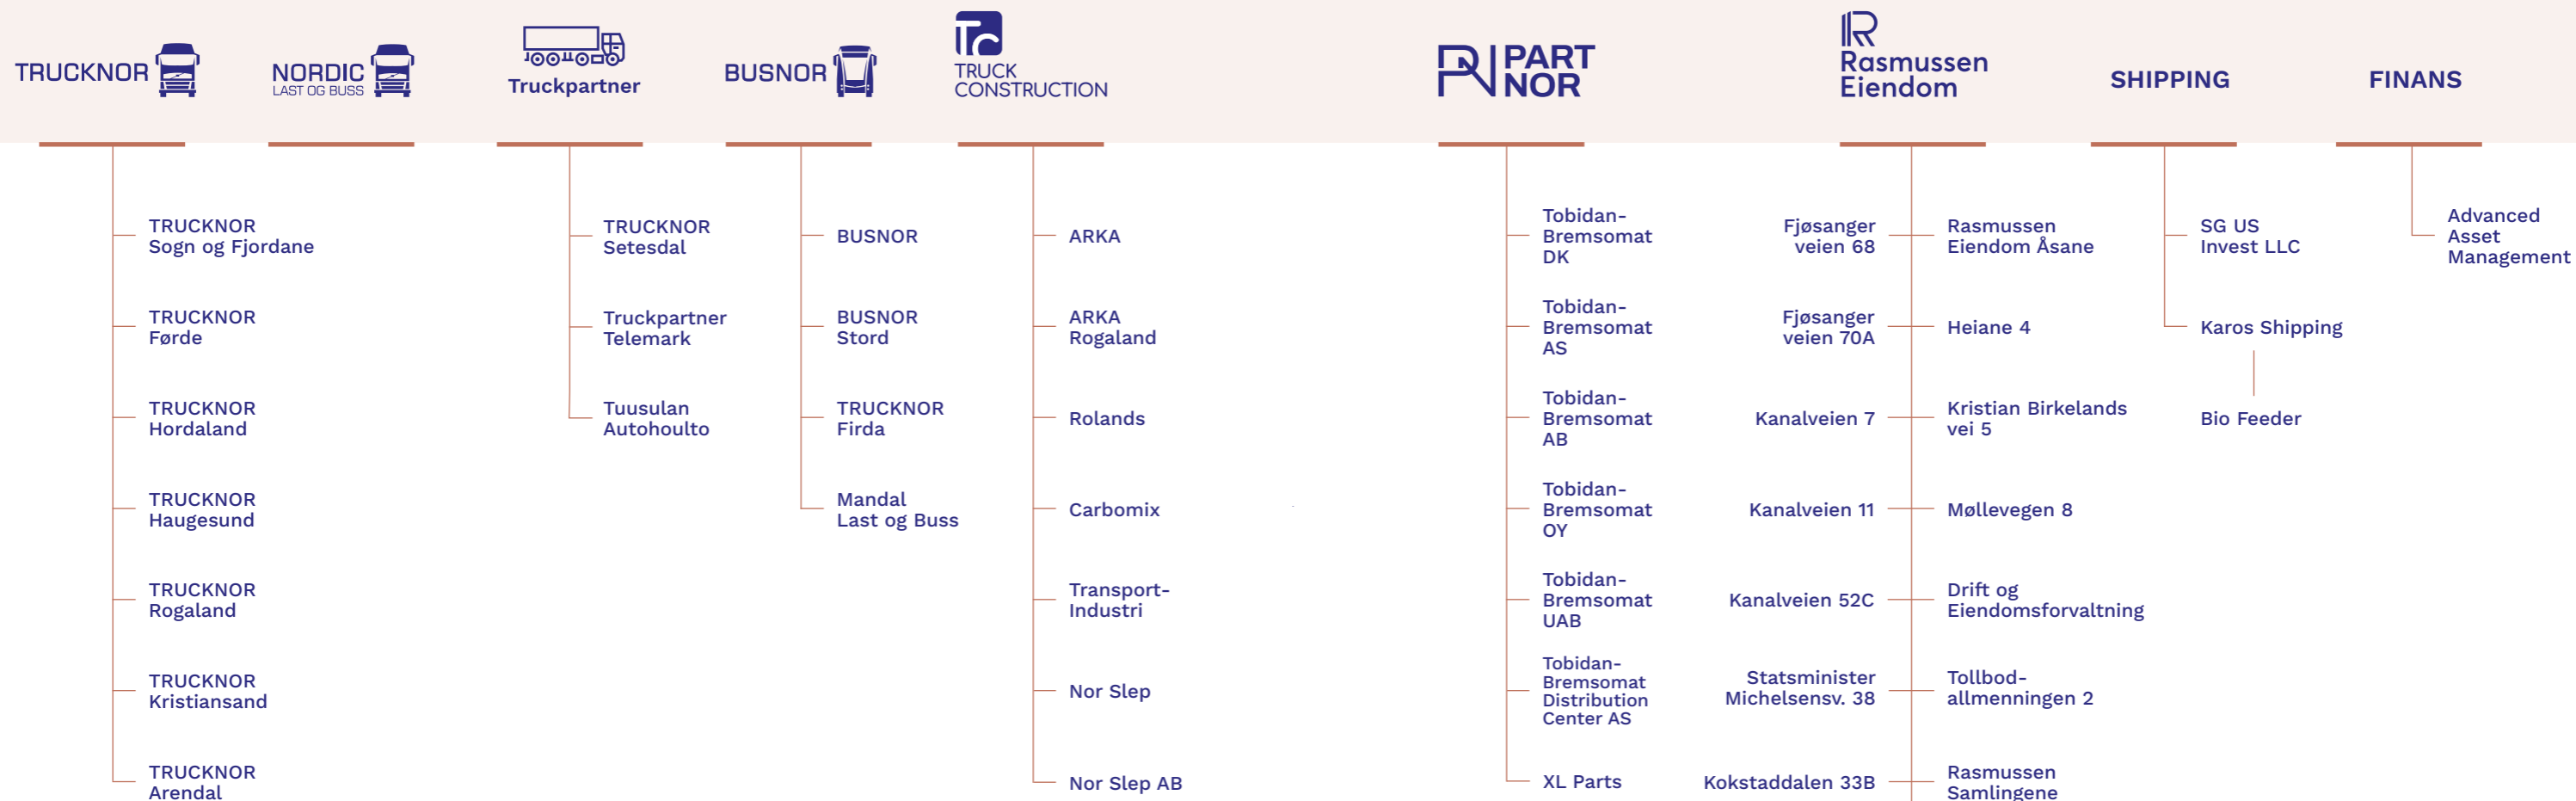 TRUCKNOR
NORDIC
LAST OG BUSS
Truckpartner
BUSNOR
TC
TRUCK
CONSTRUCTION
PN
PART
NOR
R
Rasmussen
Eiendom
SHIPPING
FINANS
TRUCKNOR
Sogn og Fjordane
TRUCKNOR
Førde
TRUCKNOR
Hordaland
TRUCKNOR
Haugesund
TRUCKNOR
Rogaland
TRUCKNOR
Kristiansand
TRUCKNOR
Arendal
TRUCKNOR
Setesdal
Truckpartner
Telemark
Tuusulan
Autohoulto
BUSNOR
BUSNOR
Stord
TRUCKNOR
Firda
Mandal
Last og Buss
ARKA
ARKA
Rogaland
Rolands
Carbomix
Transport-
Industri
Nor Slep
Nor Slep AB
Tobidan-
Bremsomat
DK
Tobidan-
Bremsomat
AS
Tobidan-
Bremsomat
AB
Tobidan-
Bremsomat
OY
Tobidan-
Bremsomat
UAB
Tobidan-
Bremsomat
Distribution
Center AS
XL Parts
Fjøsanger
veien 68
Fjøsanger
veien 70A
Kanalveien 7
Kanalveien 11
Kanalveien 52C
Statsminister
Michelsensv. 38
Kokstaddalen 33B
Rasmussen
Eiendom Åsane
Heiane 4
Kristian Birkelands
vei 5
Møllevegen 8
Drift og
Eiendomsforvaltning
Tollbod-
allmenningen 2
Rasmussen
Samlingene
SG US
Invest LLC
Karos Shipping
Bio Feeder
Advanced
Asset
Management